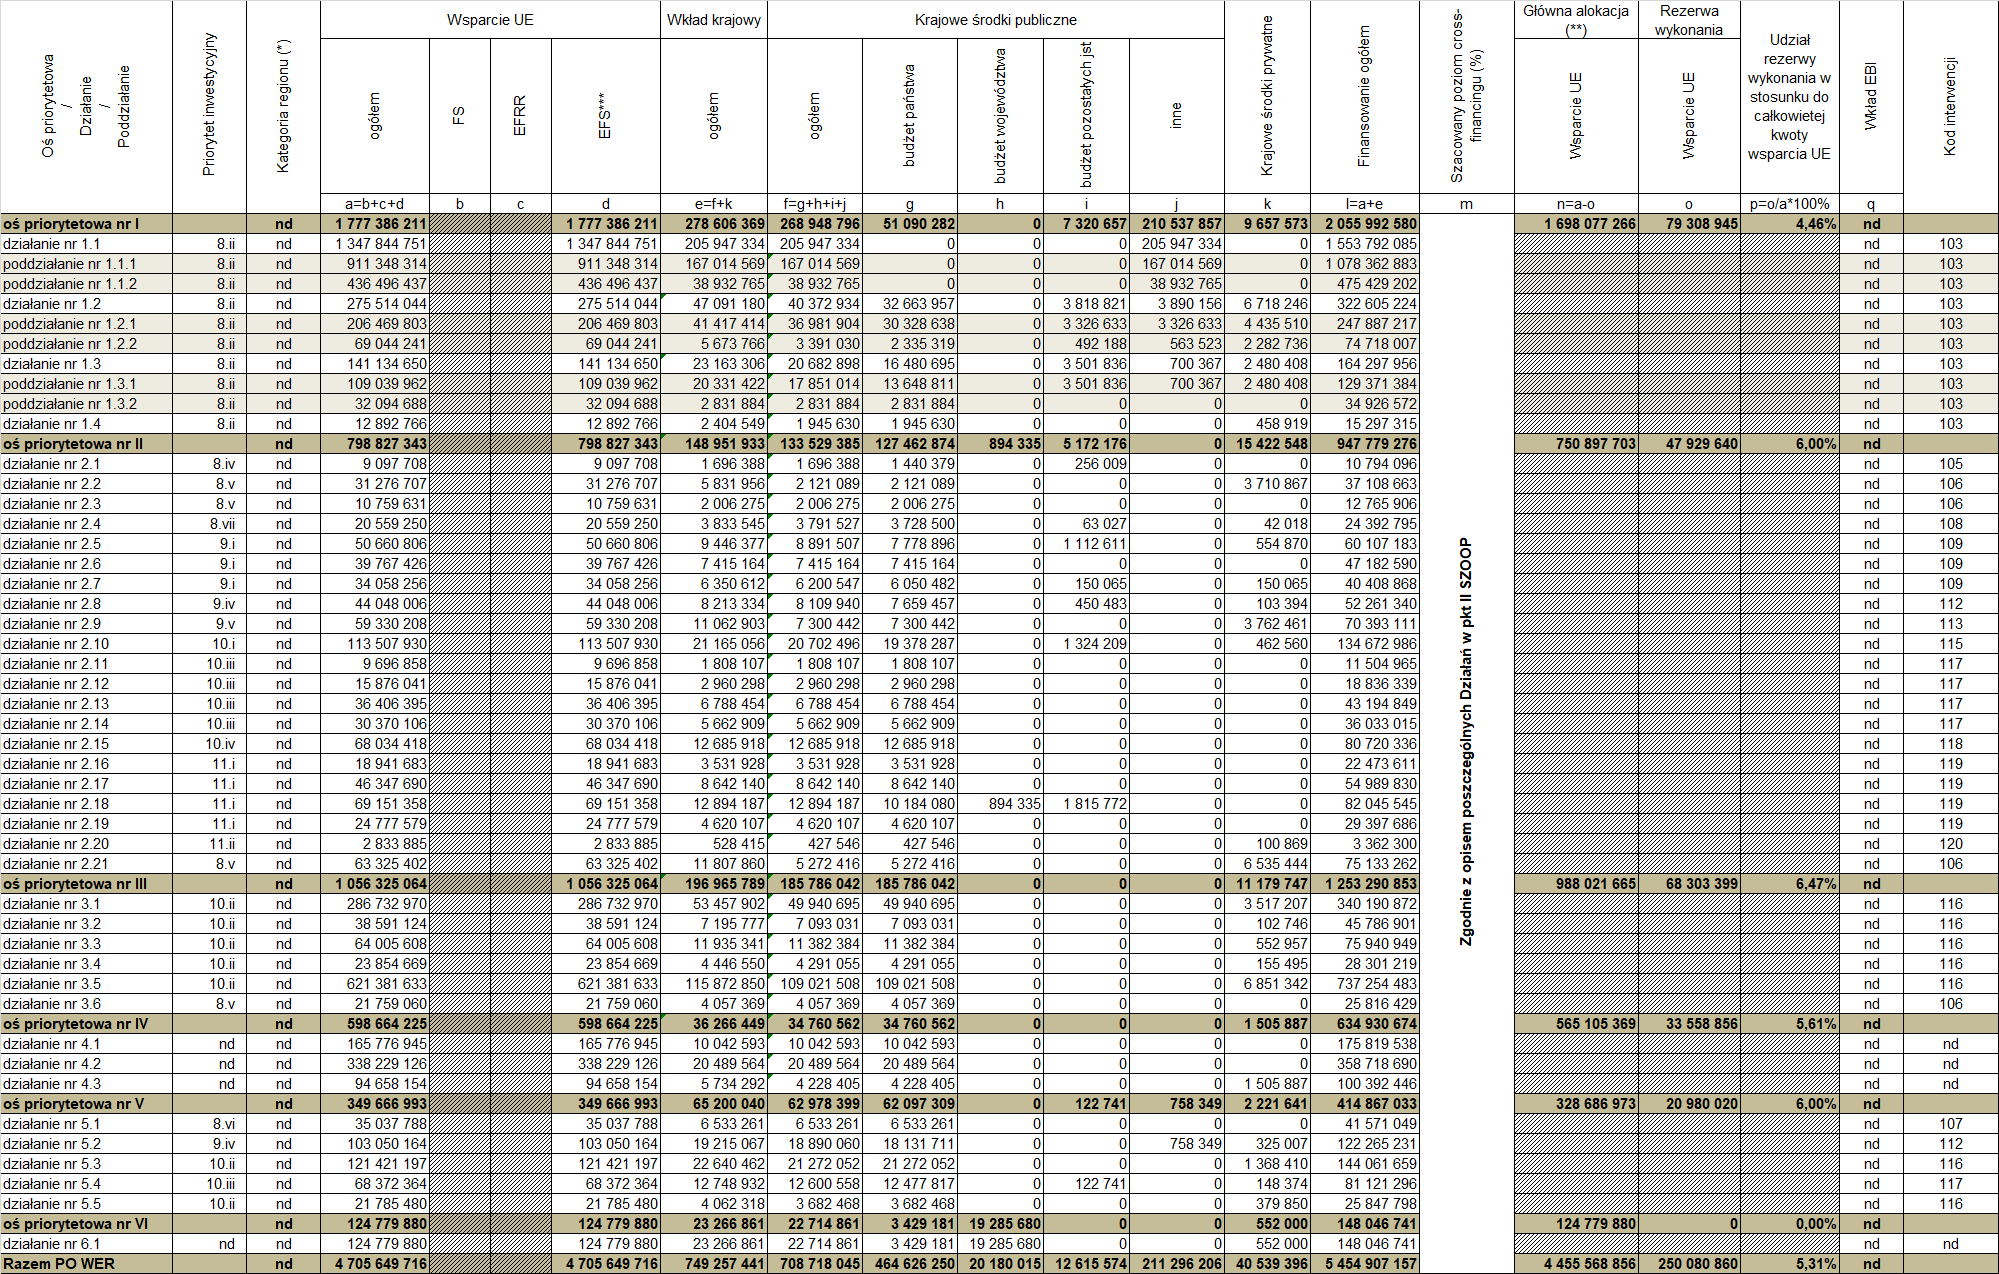 Oś priorytetowa / Działanie / Poddziałanie
Priorytet inwestycyjny
Kategoria regionu (*)
Wsparcie UE
Wkład krajowy
Krajowe środki publiczne
Krajowe środki prywatne
Finansowanie ogółem
Szacowany poziom cross-financingu (%)
Główna alokacja (**)
Rezerwa wykonania
Udział rezerwy wykonania w stosunku do całkowietej kwoty wsparcia UE
Wkład EBI
Kod interwencji
ogółem FS EFRR EFS*** ogółem ogółem budżet państwa budżet województwa budżet pozostałych jst inne Wsparcie UE Wsparcie UE
a=b+c+d b c d e=f+k f=g+h+i+j g h i j k l=a+e m n=a-o o p=o/a*100% q
oś priorytetowa nr I nd 1 777 386 211 1 777 386 211 278 606 369 268 948 796 51 090 282 0 7 320 657 210 537 857 9 657 573 2 055 992 580 1 698 077 266 79 308 945 4,46% nd
działanie nr 1.1 8.ii nd 1 347 844 751 1 347 844 751 205 947 334 205 947 334 0 0 0 205 947 334 0 1 553 792 085 nd 103
poddziałanie nr 1.1.1 8.ii nd 911 348 314 911 348 314 167 014 569 167 014 569 0 0 0 167 014 569 0 1 078 362 883 nd 103
poddziałanie nr 1.1.2 8.ii nd 436 496 437 436 496 437 38 932 765 38 932 765 0 0 0 38 932 765 0 475 429 202 nd 103
działanie nr 1.2 8.ii nd 275 514 044 275 514 044 47 091 180 40 372 934 32 663 957 0 3 818 821 3 890 156 6 718 246 322 605 224 nd 103
poddziałanie nr 1.2.1 8.ii nd 206 469 803 206 469 803 41 417 414 36 981 904 30 328 638 0 3 326 633 3 326 633 4 435 510 247 887 217 nd 103
poddziałanie nr 1.2.2 8.ii nd 69 044 241 69 044 241 5 673 766 3 391 030 2 335 319 0 492 188 563 523 2 282 736 74 718 007 nd 103
działanie nr 1.3 8.ii nd 141 134 650 141 134 650 23 163 306 20 682 898 16 480 695 0 3 501 836 700 367 2 480 408 164 297 956 nd 103
poddziałanie nr 1.3.1 8.ii nd 109 039 962 109 039 962 20 331 422 17 851 014 13 648 811 0 3 501 836 700 367 2 480 408 129 371 384 nd 103
poddziałanie nr 1.3.2 8.ii nd 32 094 688 32 094 688 2 831 884 2 831 884 2 831 884 0 0 0 0 34 926 572 nd 103
działanie nr 1.4 8.ii nd 12 892 766 12 892 766 2 404 549 1 945 630 1 945 630 0 0 0 458 919 15 297 315 nd 103
oś priorytetowa nr II nd 798 827 343 798 827 343 148 951 933 133 529 385 127 462 874 894 335 5 172 176 0 15 422 548 947 779 276 750 897 703 47 929 640 6,00% nd
działanie nr 2.1 8.iv nd 9 097 708 9 097 708 1 696 388 1 696 388 1 440 379 0 256 009 0 0 10 794 096 nd 105
działanie nr 2.2 8.v nd 31 276 707 31 276 707 5 831 956 2 121 089 2 121 089 0 0 0 3 710 867 37 108 663 nd 106
działanie nr 2.3 8.v nd 10 759 631 10 759 631 2 006 275 2 006 275 2 006 275 0 0 0 0 12 765 906 nd 106
działanie nr 2.4 8.vii nd 20 559 250 20 559 250 3 833 545 3 791 527 3 728 500 0 63 027 0 42 018 24 392 795 nd 108
działanie nr 2.5 9.i nd 50 660 806 50 660 806 9 446 377 8 891 507 7 778 896 0 1 112 611 0 554 870 60 107 183 nd 109
działanie nr 2.6 9.i nd 39 767 426 39 767 426 7 415 164 7 415 164 7 415 164 0 0 0 0 47 182 590 nd 109
działanie nr 2.7 9.i nd 34 058 256 34 058 256 6 350 612 6 200 547 6 050 482 0 150 065 0 150 065 40 408 868 nd 109
działanie nr 2.8 9.iv nd 44 048 006 44 048 006 8 213 334 8 109 940 7 659 457 0 450 483 0 103 394 52 261 340 nd 112
działanie nr 2.9 9.v nd 59 330 208 59 330 208 11 062 903 7 300 442 7 300 442 0 0 0 3 762 461 70 393 111 nd 113
działanie nr 2.10 10.i nd 113 507 930 113 507 930 21 165 056 20 702 496 19 378 287 0 1 324 209 0 462 560 134 672 986 nd 115
działanie nr 2.11 10.iii nd 9 696 858 9 696 858 1 808 107 1 808 107 1 808 107 0 0 0 0 11 504 965 nd 117
działanie nr 2.12 10.iii nd 15 876 041 15 876 041 2 960 298 2 960 298 2 960 298 0 0 0 0 18 836 339 nd 117
działanie nr 2.13 10.iii nd 36 406 395 36 406 395 6 788 454 6 788 454 6 788 454 0 0 0 0 43 194 849 nd 117
działanie nr 2.14 10.iii nd 30 370 106 30 370 106 5 662 909 5 662 909 5 662 909 0 0 0 0 36 033 015 nd 117
działanie nr 2.15 10.iv nd 68 034 418 68 034 418 12 685 918 12 685 918 12 685 918 0 0 0 0 80 720 336 nd 118
działanie nr 2.16 11.i nd 18 941 683 18 941 683 3 531 928 3 531 928 3 531 928 0 0 0 0 22 473 611 nd 119
działanie nr 2.17 11.i nd 46 347 690 46 347 690 8 642 140 8 642 140 8 642 140 0 0 0 0 54 989 830 nd 119
działanie nr 2.18 11.i nd 69 151 358 69 151 358 12 894 187 12 894 187 10 184 080 894 335 1 815 772 0 0 82 045 545 nd 119
działanie nr 2.19 11.i nd 24 777 579 24 777 579 4 620 107 4 620 107 4 620 107 0 0 0 0 29 397 686 nd 119
działanie nr 2.20 11.ii nd 2 833 885 2 833 885 528 415 427 546 427 546 0 0 0 100 869 3 362 300 nd 120
działanie nr 2.21 8.v nd 63 325 402 63 325 402 11 807 860 5 272 416 5 272 416 0 0 0 6 535 444 75 133 262 nd 106
Zgodnie z opisem poszczególnych Działań w pkt II SZOOP
oś priorytetowa nr III nd 1 056 325 064 1 056 325 064 196 965 789 185 786 042 185 786 042 0 0 0 11 179 747 1 253 290 853 988 021 665 68 303 399 6,47% nd
działanie nr 3.1 10.ii nd 286 732 970 286 732 970 53 457 902 49 940 695 49 940 695 0 0 0 3 517 207 340 190 872 nd 116
działanie nr 3.2 10.ii nd 38 591 124 38 591 124 7 195 777 7 093 031 7 093 031 0 0 0 102 746 45 786 901 nd 116
działanie nr 3.3 10.ii nd 64 005 608 64 005 608 11 935 341 11 382 384 11 382 384 0 0 0 552 957 75 940 949 nd 116
działanie nr 3.4 10.ii nd 23 854 669 23 854 669 4 446 550 4 291 055 4 291 055 0 0 0 155 495 28 301 219 nd 116
działanie nr 3.5 10.ii nd 621 381 633 621 381 633 115 872 850 109 021 508 109 021 508 0 0 0 6 851 342 737 254 483 nd 116
działanie nr 3.6 8.v nd 21 759 060 21 759 060 4 057 369 4 057 369 4 057 369 0 0 0 0 25 816 429 nd 106
oś priorytetowa nr IV nd 598 664 225 598 664 225 36 266 449 34 760 562 34 760 562 0 0 0 1 505 887 634 930 674 565 105 369 33 558 856 5,61% nd
działanie nr 4.1 nd nd 165 776 945 165 776 945 10 042 593 10 042 593 10 042 593 0 0 0 0 175 819 538 nd nd
działanie nr 4.2 nd nd 338 229 126 338 229 126 20 489 564 20 489 564 20 489 564 0 0 0 0 358 718 690 nd nd
działanie nr 4.3 nd nd 94 658 154 94 658 154 5 734 292 4 228 405 4 228 405 0 0 0 1 505 887 100 392 446 nd nd
oś priorytetowa nr V nd 349 666 993 349 666 993 65 200 040 62 978 399 62 097 309 0 122 741 758 349 2 221 641 414 867 033 328 686 973 20 980 020 6,00% nd
działanie nr 5.1 8.vi nd 35 037 788 35 037 788 6 533 261 6 533 261 6 533 261 0 0 0 0 41 571 049 nd 107
działanie nr 5.2 9.iv nd 103 050 164 103 050 164 19 215 067 18 890 060 18 131 711 0 0 758 349 325 007 122 265 231 nd 112
działanie nr 5.3 10.ii nd 121 421 197 121 421 197 22 640 462 21 272 052 21 272 052 0 0 0 1 368 410 144 061 659 nd 116
działanie nr 5.4 10.iii nd 68 372 364 68 372 364 12 748 932 12 600 558 12 477 817 0 122 741 0 148 374 81 121 296 nd 117
działanie nr 5.5 10.ii nd 21 785 480 21 785 480 4 062 318 3 682 468 3 682 468 0 0 0 379 850 25 847 798 nd 116
oś priorytetowa nr VI nd 124 779 880 124 779 880 23 266 861 22 714 861 3 429 181 19 285 680 0 0 552 000 148 046 741 124 779 880 0 0,00% nd
działanie nr 6.1 nd nd 124 779 880 124 779 880 23 266 861 22 714 861 3 429 181 19 285 680 0 0 552 000 148 046 741 nd nd
Razem PO WER nd 4 705 649 716 4 705 649 716 749 257 441 708 718 045 464 626 250 20 180 015 12 615 574 211 296 206 40 539 396 5 454 907 157 4 455 568 856 250 080 860 5,31% nd